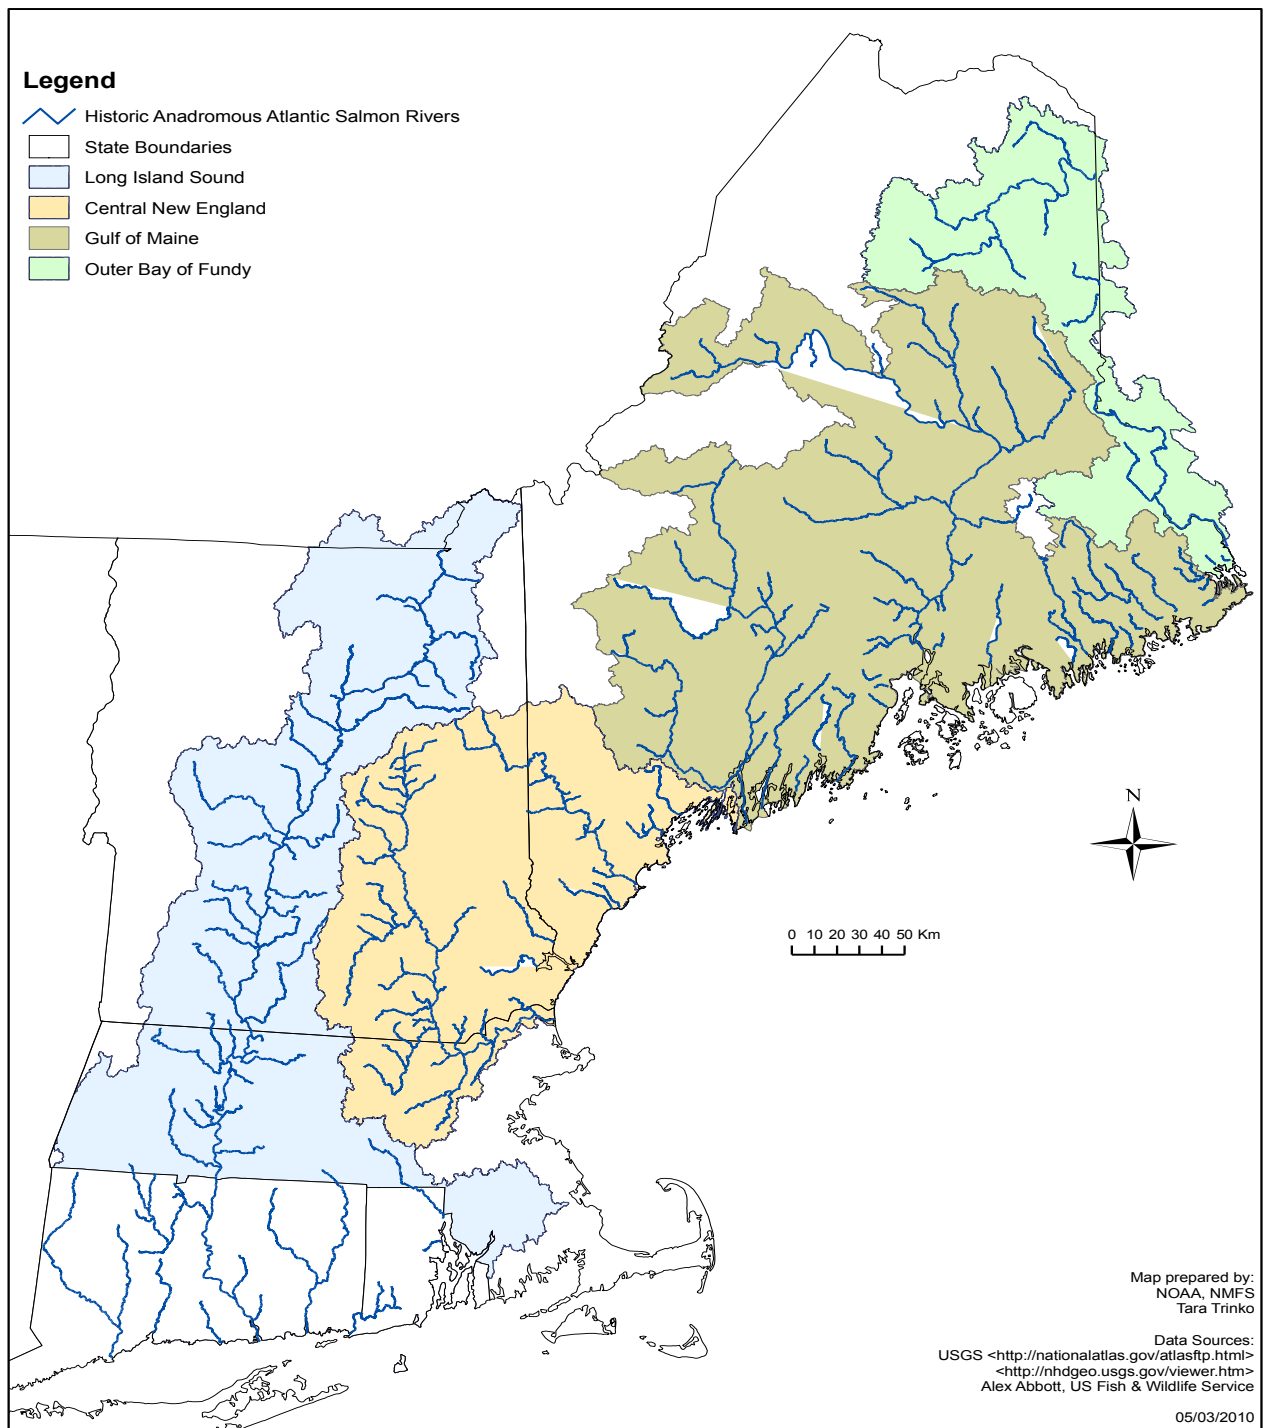 Legend
Historic Anadromous Atlantic Salmon Rivers
State Boundaries
Long Island Sound
Central New England
Gulf of Maine
Outer Bay of Fundy
N
0 10 20 30 40 50 Km
Map prepared by:
NOAA, NMFS
Tara Trinko
Data Sources:
USGS <http://nationalatlas.gov/atlasftp.html>
<http://nhdgeo.usgs.gov/viewer.htm>
Alex Abbott, US Fish & Wildlife Service
05/03/2010